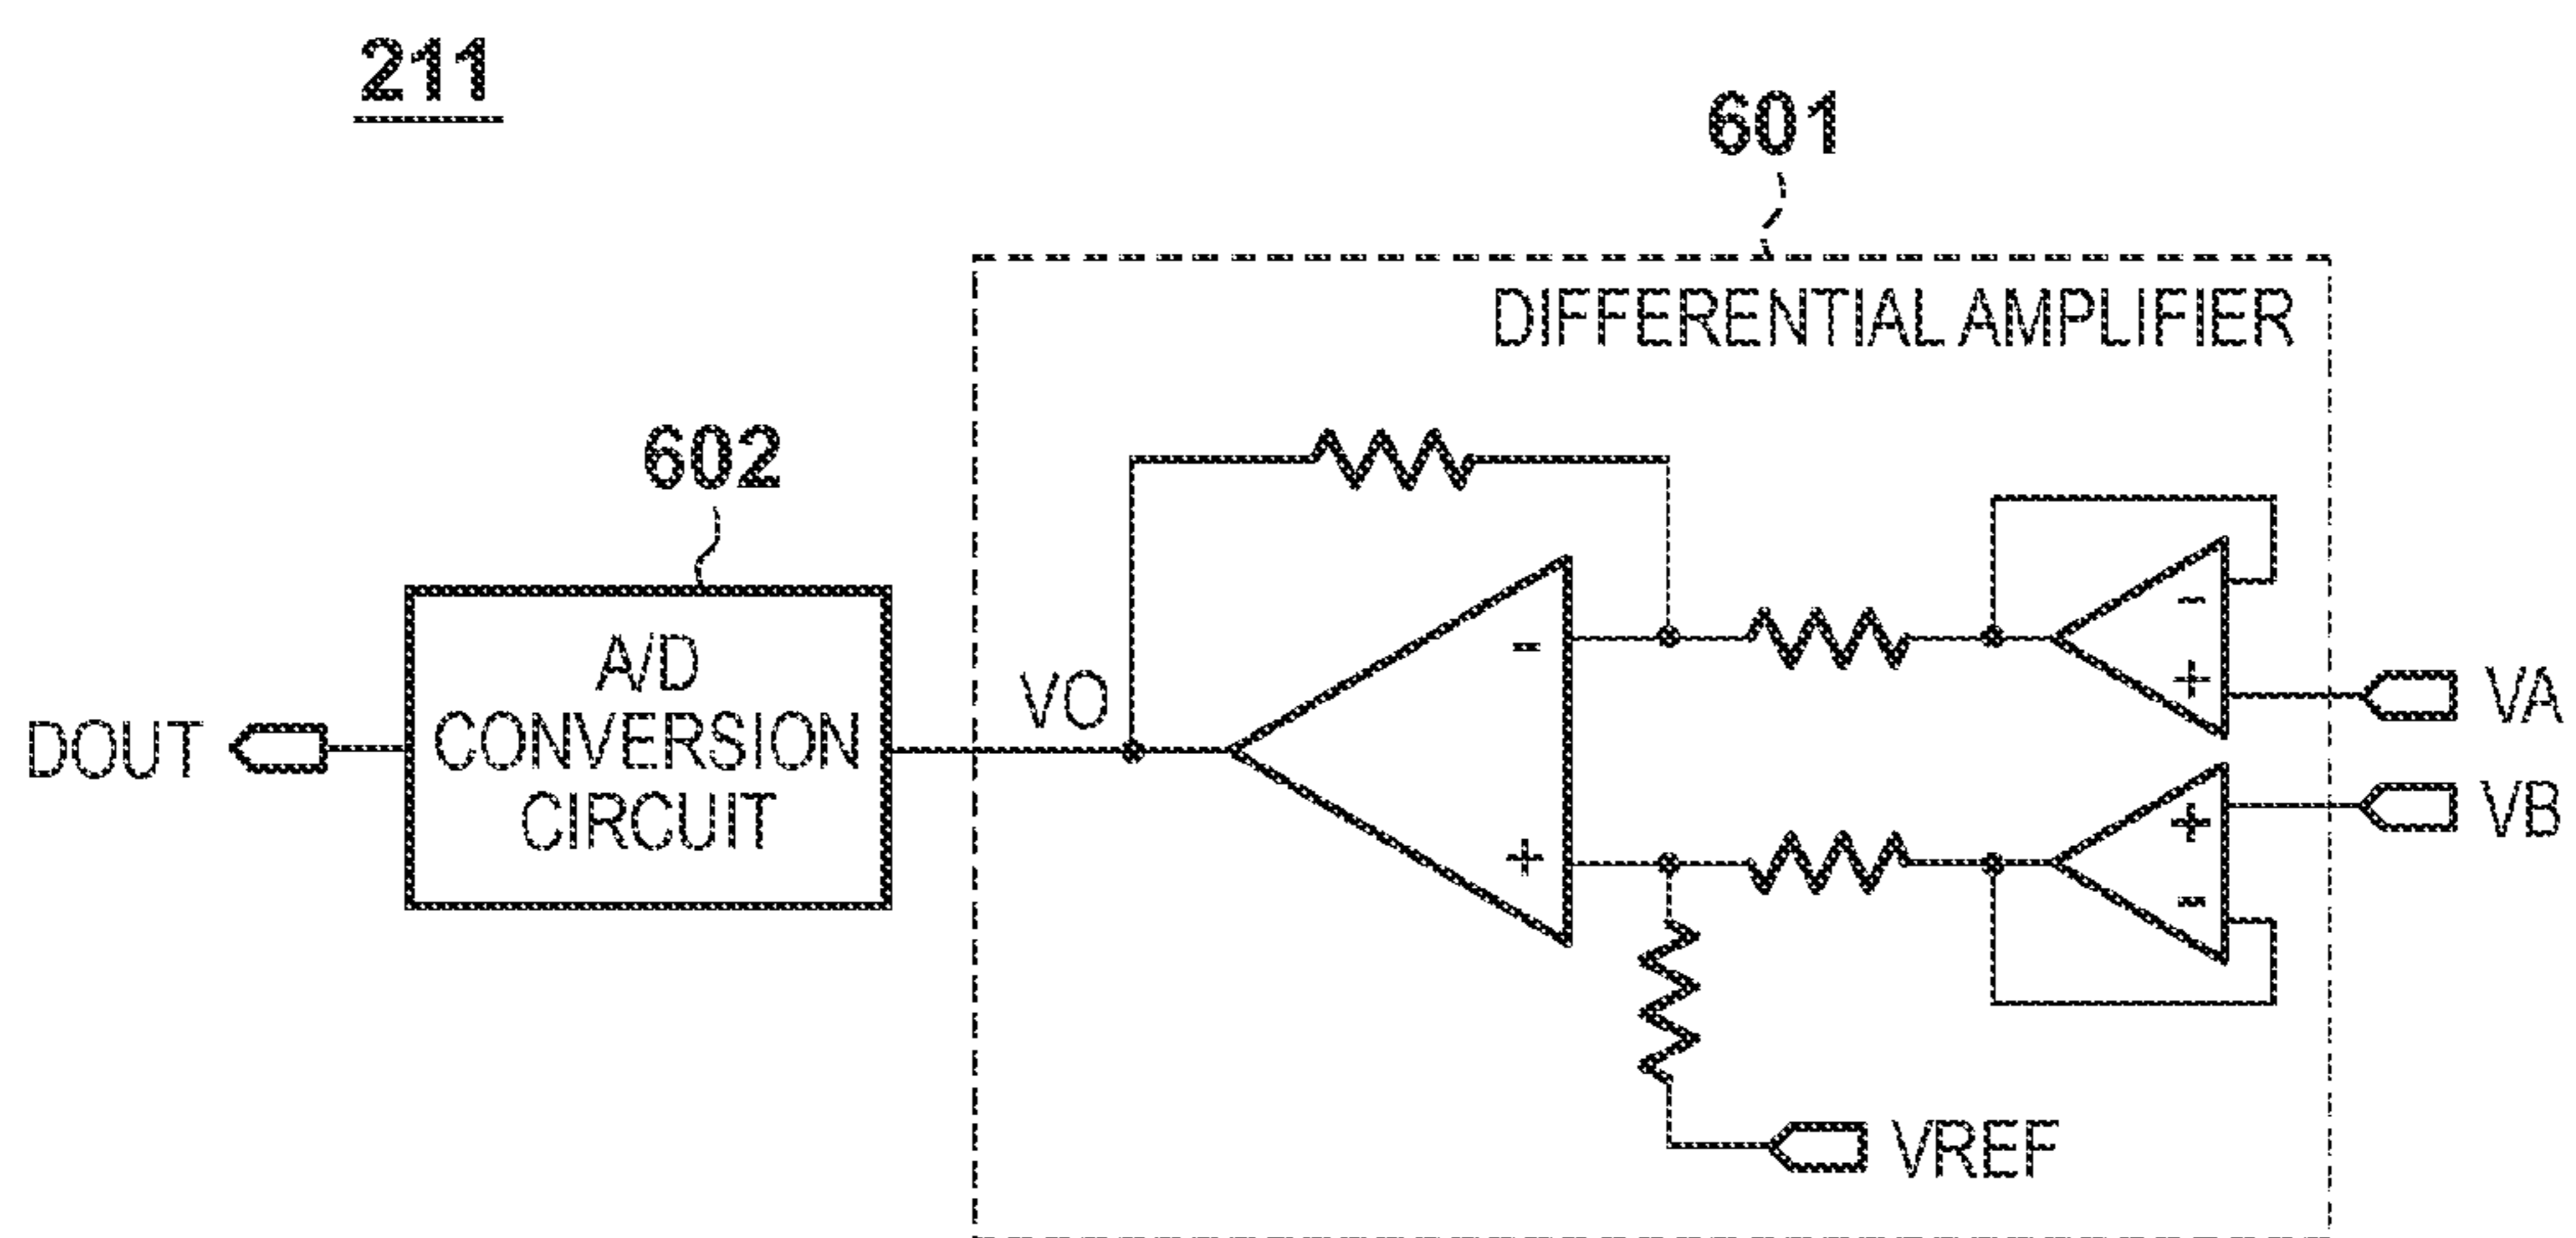 211
601
DIFFERENTIAL AMPLIFIER
602
A/D
CONVERSION
CIRCUIT
DOUT
VO
-
+
-
+
+
-
VA
VB
VREF